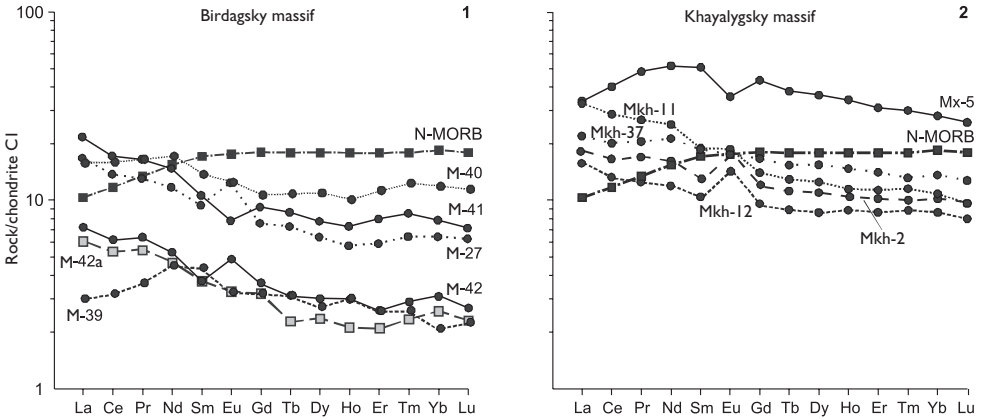 Birdagsky massif 1
Khayalygsky massif 2
Rock/chondrite C1
100
10
1
N-MORB
M-40
M-41
M-27
M-42a
M-42
M-39
Mx-5
Mkh-11
N-MORB
Mkh-37
Mkh-12
Mkh-2
La Ce Pr Nd Sm Eu Gd Tb Dy Ho Er Tm Yb Lu
La Ce Pr Nd Sm Eu Gd Tb Dy Ho Er Tm Yb Lu